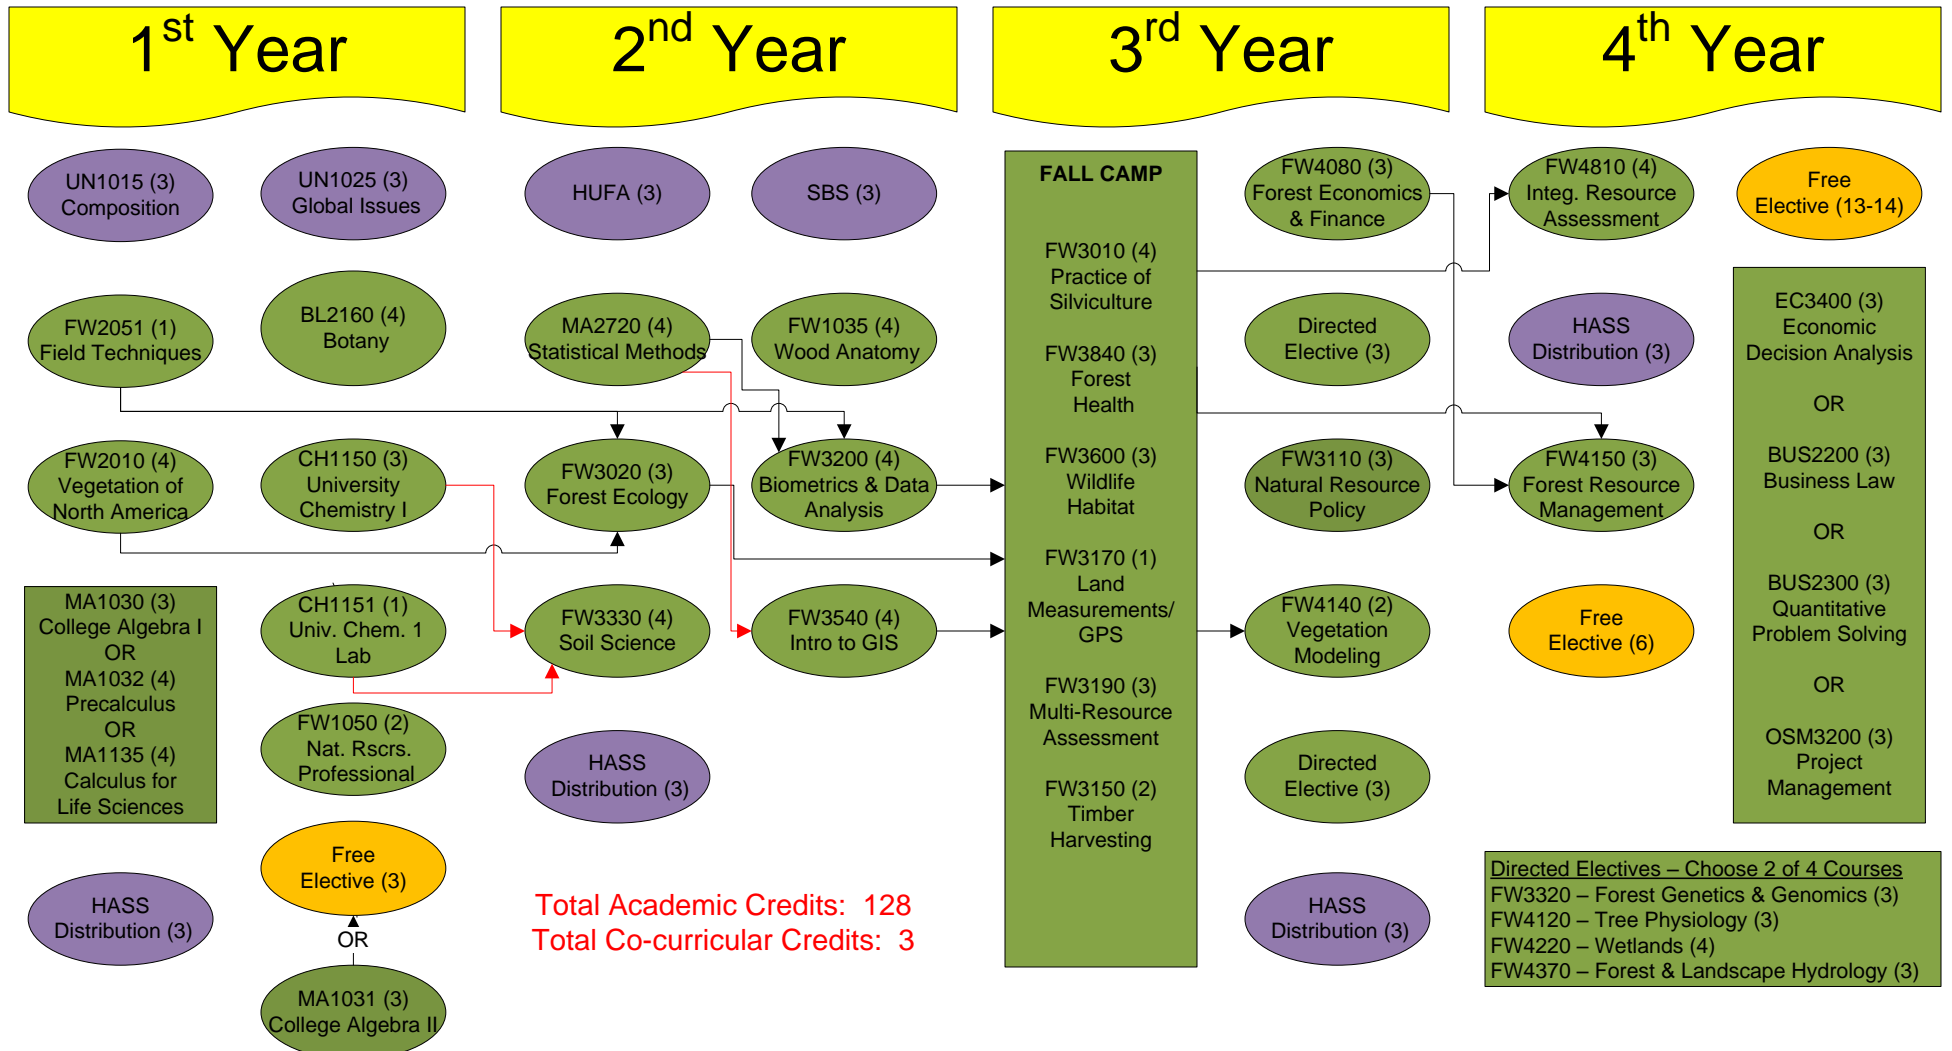 1st Year
2nd Year
3rd Year
4th Year
UN1015 (3)
Composition
FW2051 (1)
Field Techniques
FW2010 (4)
Vegetation of
North America
MA1030 (3)
College Algebra I
OR
MA1032 (4)
Precalculus
OR
MA1135 (4)
Calculus for
Life Sciences
HASS
Distribution (3)
UN1025 (3)
Global Issues
BL2160 (4)
Botany
CH1150 (3)
University
Chemistry I
CH1151 (1)
Univ. Chem. 1
Lab
FW1050 (2)
Nat. Rscrs.
Professional
Free
Elective (3)
OR
MA1031 (3)
College Algebra II
HUFA (3)
MA2720 (4)
Statistical Methods
FW3020 (3)
Forest Ecology
FW3330 (4)
Soil Science
HASS
Distribution (3)
SBS (3)
FW1035 (4)
Wood Anatomy
FW3200 (4)
Biometrics & Data
Analysis
FW3540 (4)
Intro to GIS
Total Academic Credits: 128
Total Co-curricular Credits: 3
FALL CAMP
FW3010 (4)
Practice of
Silviculture
FW3840 (3)
Forest
Health
FW3600 (3)
Wildlife
Habitat
FW3170 (1)
Land
Measurements/
GPS
FW3190 (3)
Multi-Resource
Assessment
FW3150 (2)
Timber
Harvesting
FW4080 (3)
Forest Economics
& Finance
Directed
Elective (3)
FW3110 (3)
Natural Resource
Policy
FW4140 (2)
Vegetation
Modeling
Directed
Elective (3)
HASS
Distribution (3)
FW4810 (4)
Integ. Resource
Assessment
HASS
Distribution (3)
FW4150 (3)
Forest Resource
Management
Free
Elective (6)
Free
Elective (13-14)
EC3400 (3)
Economic
Decision Analysis
OR
BUS2200 (3)
Business Law
OR
BUS2300 (3)
Quantitative
Problem Solving
OR
OSM3200 (3)
Project
Management
Directed Electives – Choose 2 of 4 Courses
FW3320 – Forest Genetics & Genomics (3)
FW4120 – Tree Physiology (3)
FW4220 – Wetlands (4)
FW4370 – Forest & Landscape Hydrology (3)